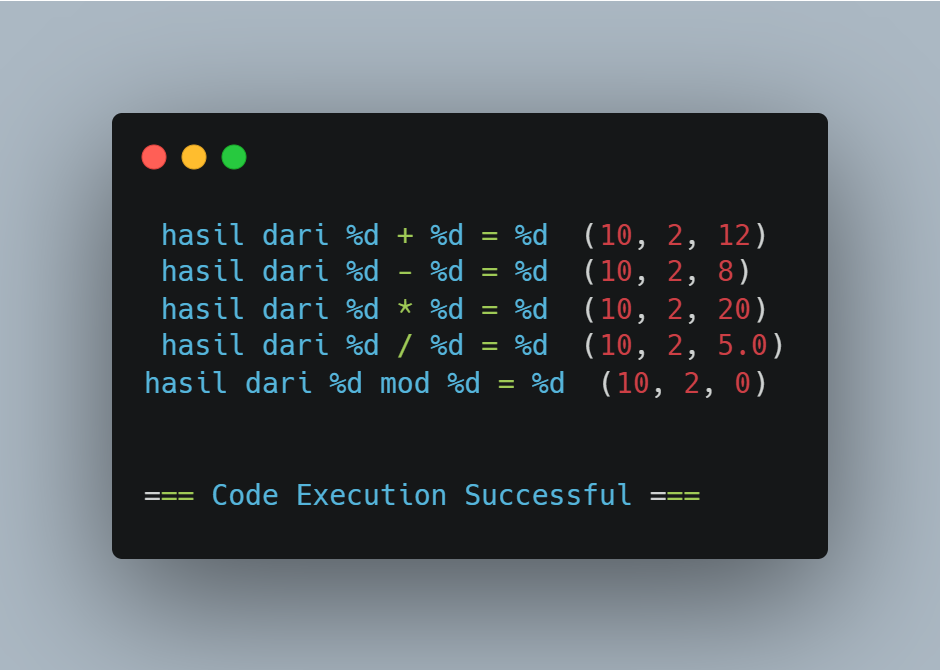 hasil dari %d + %d = %d  (10, 2, 12)
hasil dari %d - %d = %d  (10, 2, 8)
hasil dari %d * %d = %d  (10, 2, 20)
hasil dari %d / %d = %d  (10, 2, 5.0)
hasil dari %d mod %d = %d  (10, 2, 0)
=== Code Execution Successful ===